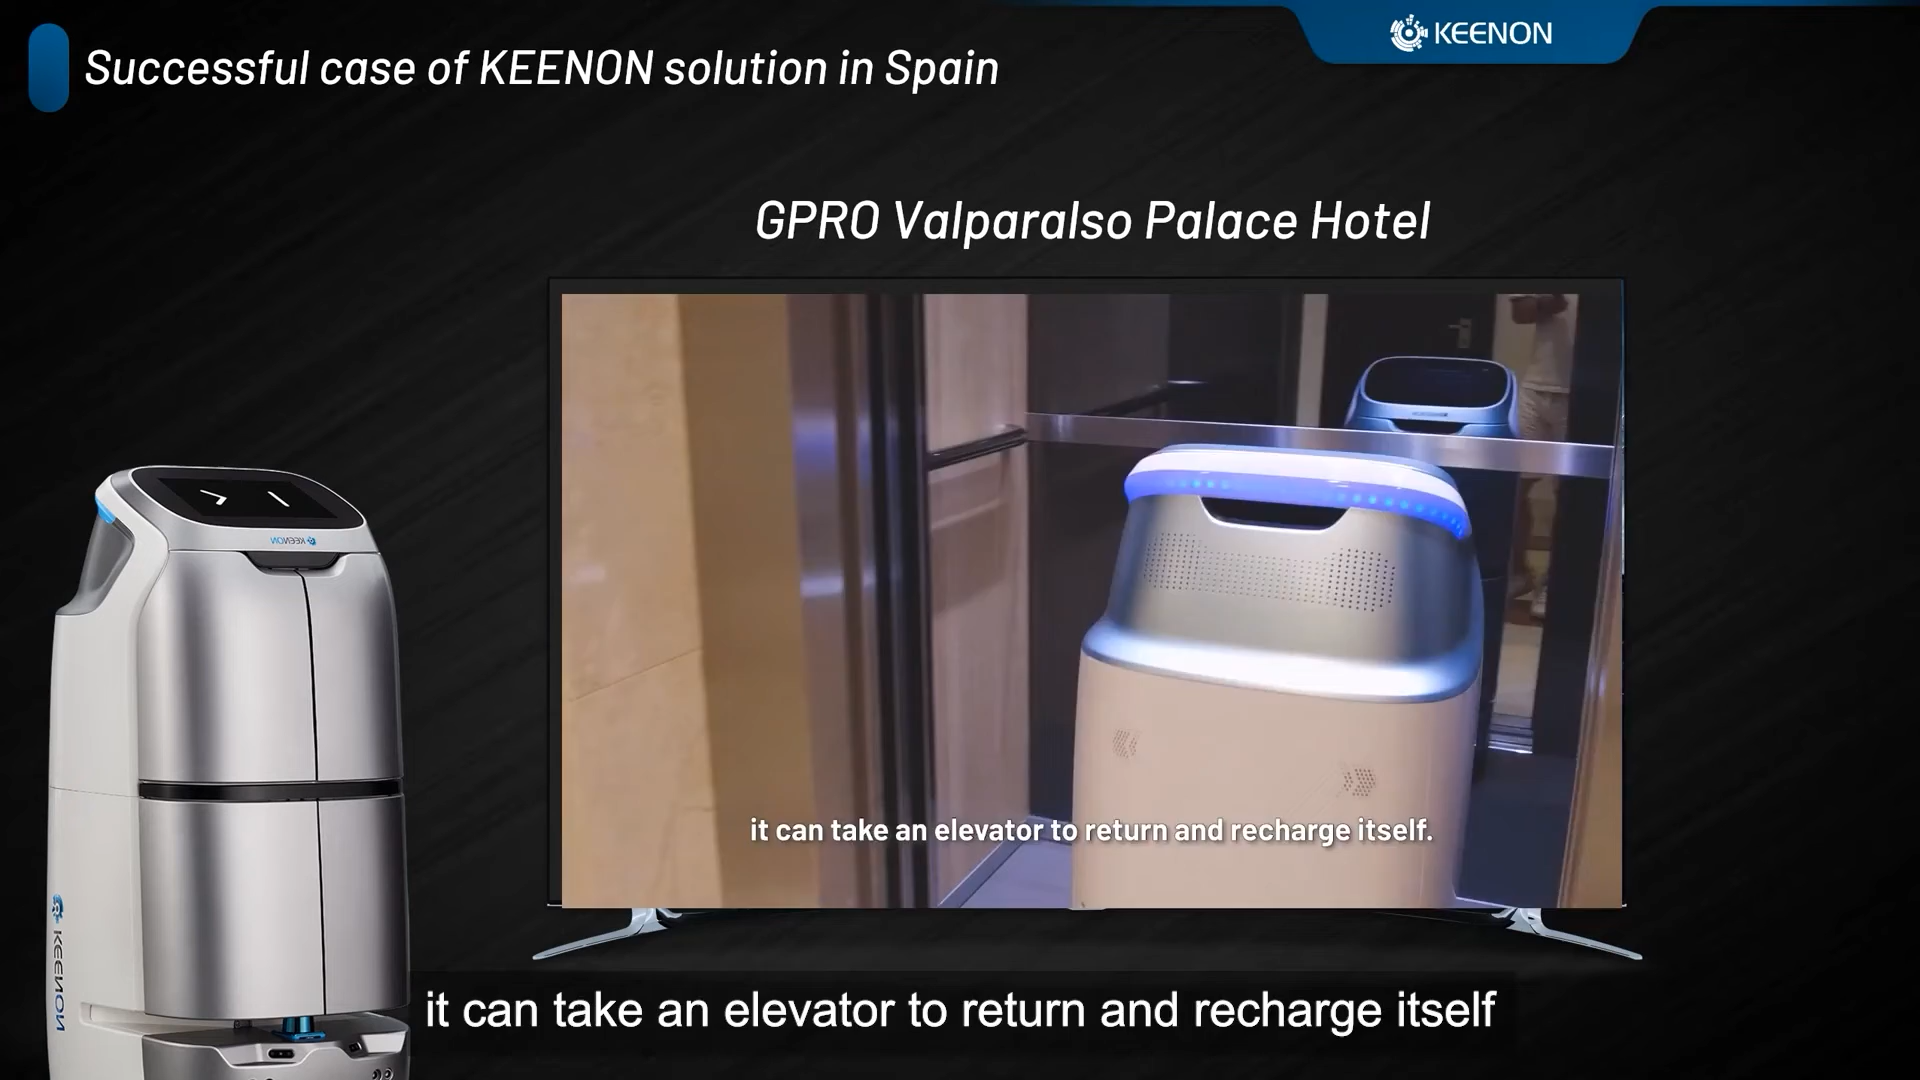 KEENON
Successful case of KEENON solution in Spain
GPRO Valparalso Palace Hotel
KEENON
it can take an elevator to return and recharge itself.
KEENON
it can take an elevator to return and recharge itself